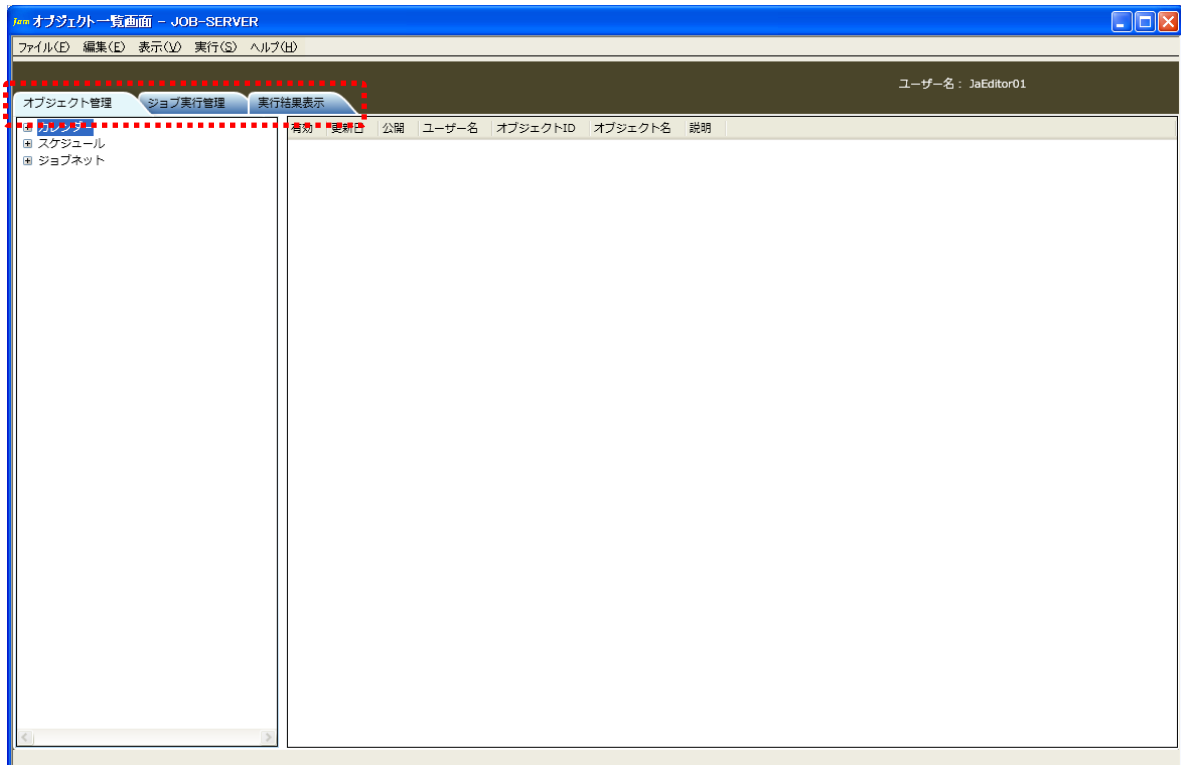 Jam オブジェクト一覧画面 - JOB-SERVER
ファイル(F) 編集(E) 表示(V) 実行(S) ヘルプ(H)
ユーザー名 : JaEditor01
オブジェクト管理 ジョブ実行管理 実行結果表示
カレンダー
スケジュール
ジョブネット
有効 更新日 公開 ユーザー名 オブジェクトID オブジェクト名 説明